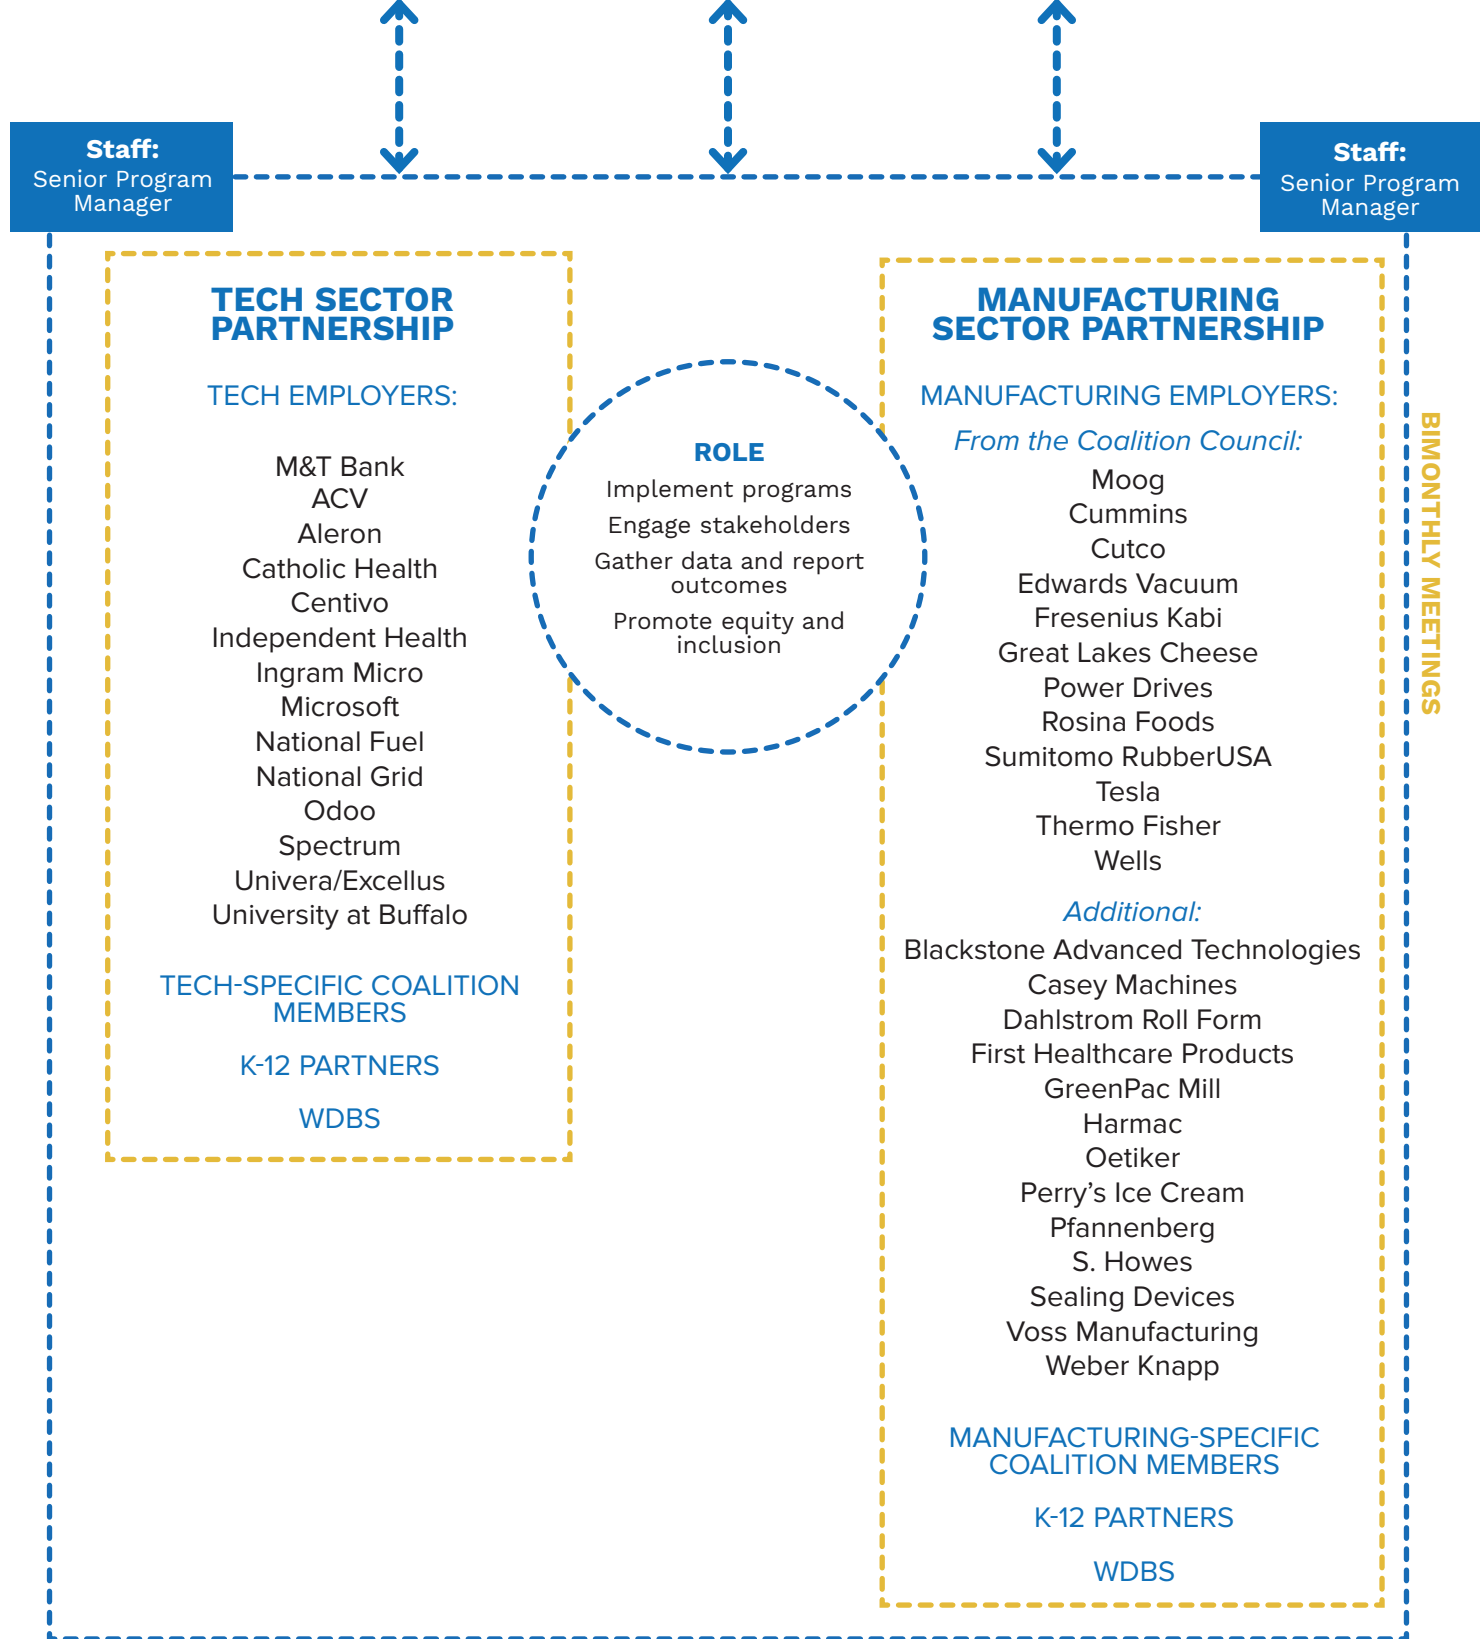 Staff:
Senior Program
Manager
Staff:
Senior Program
Manager
TECH SECTOR
PARTNERSHIP
TECH EMPLOYERS:
M&T Bank
ACV
Aleron
Catholic Health
Centivo
Independent Health
Ingram Micro
Microsoft
National Fuel
National Grid
Odoo
Spectrum
Univera/Excellus
University at Buffalo
TECH-SPECIFIC COALITION
MEMBERS
K-12 PARTNERS
WDBS
ROLE
Implement programs
Engage stakeholders
Gather data and report
outcomes
Promote equity and
inclusion
MANUFACTURING
SECTOR PARTNERSHIP
MANUFACTURING EMPLOYERS:
From the Coalition Council:
Moog
Cummins
Cutco
Edwards Vacuum
Fresenius Kabi
Great Lakes Cheese
Power Drives
Rosina Foods
Sumitomo RubberUSA
Tesla
Thermo Fisher
Wells
Additional:
Blackstone Advanced Technologies
Casey Machines
Dahlstrom Roll Form
First Healthcare Products
GreenPac Mill
Harmac
Oetiker
Perry’s Ice Cream
Pfannenberg
S. Howes
Sealing Devices
Voss Manufacturing
Weber Knapp
MANUFACTURING-SPECIFIC
COALITION MEMBERS
K-12 PARTNERS
WDBS
BIMONTHLY MEETINGS